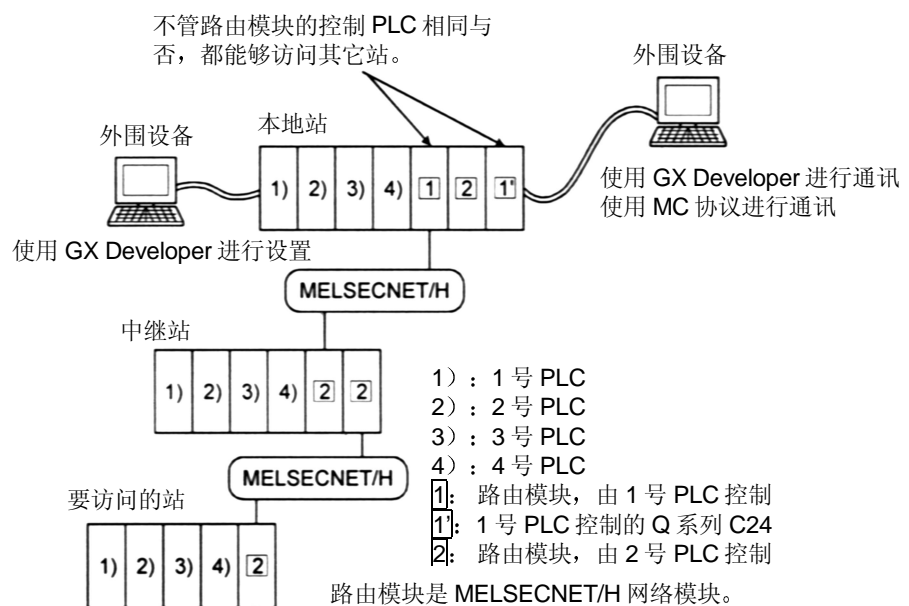 不管路由模块的控制 PLC 相同与
否，都能够访问其它站。
外围设备
外围设备
本地站
1) 2) 3) 4) 1 2 1'
使用 GX Developer 进行通讯
使用 MC 协议进行通讯
使用 GX Developer 进行设置
MELSECNET/H
中继站
1) 2) 3) 4) 2 2
1）：1 号 PLC
2）：2 号 PLC
3）：3 号 PLC
4）：4 号 PLC
1： 路由模块，由 1 号 PLC 控制
1'：1 号 PLC 控制的 Q 系列 C24
2： 路由模块，由 2 号 PLC 控制
MELSECNET/H
要访问的站
1) 2) 3) 4) 2
路由模块是 MELSECNET/H 网络模块。